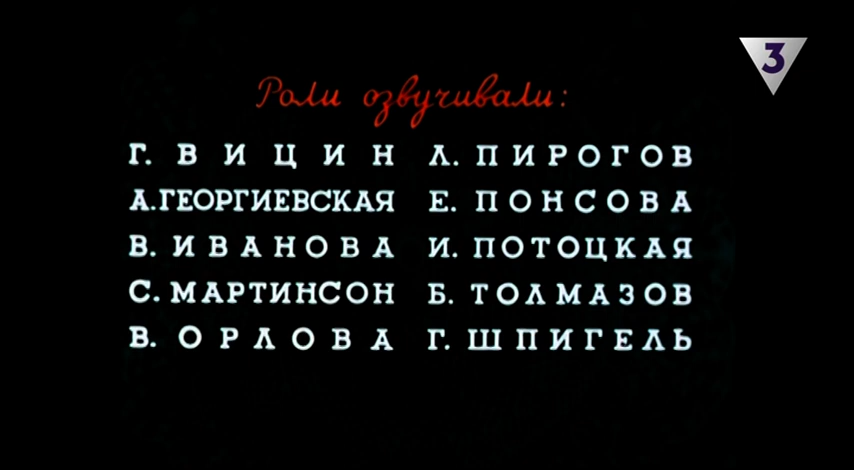 3
Роли озвучивали:
Г. ВИЦИН Л. ПИРОГОВ
А. ГЕОРГИЕВСКАЯ Е. ПОНСОВА
В. ИВАНОВА И. ПОТОЦКАЯ
С. МАРТИНСОН Б. ТОЛМАЗОВ
В. ОРЛОВА Г. ШПИГЕЛЬ